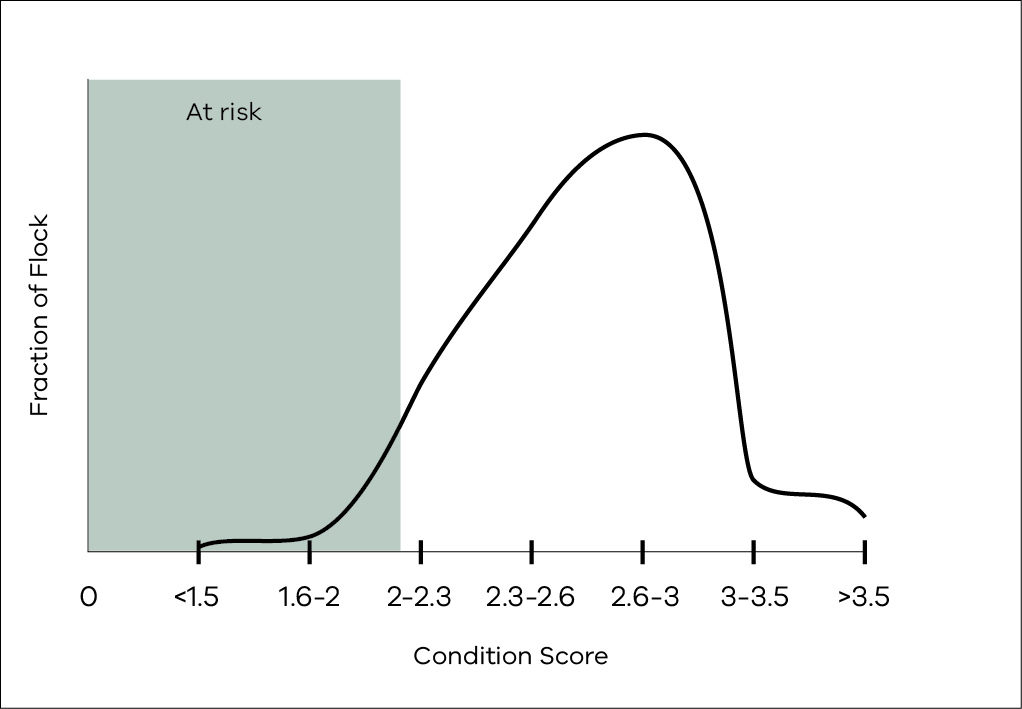 At risk
Fraction of Flock
0 <1.5 1.6-2 2-2.3 2.3-2.6 2.6-3 3-3.5 >3.5
Condition Score